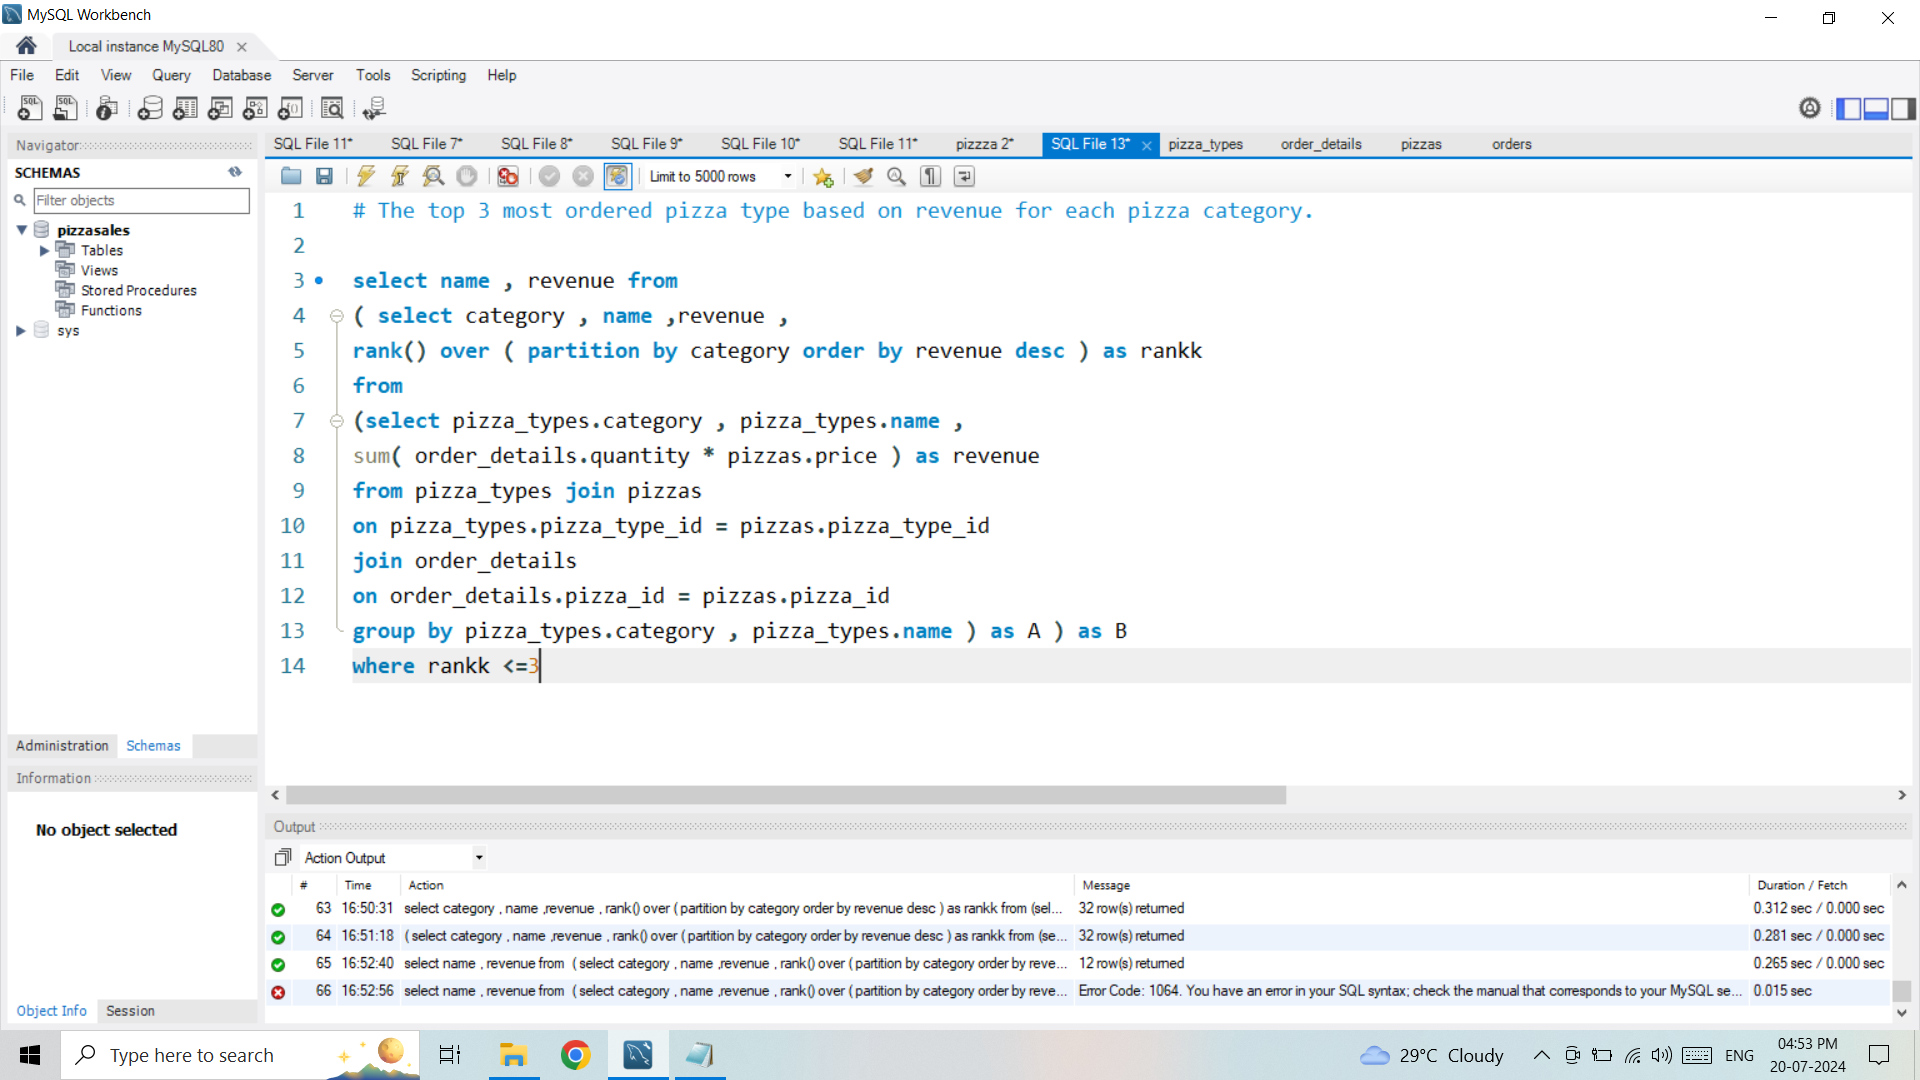 MySQL Workbench
Local instance MySQL80
File Edit View Query Database Server Tools Scripting Help
Navigator
SCHEMAS
Filter objects
pizzasales
Tables
Views
Stored Procedures
Functions
sys
Administration Schemas
Information
No object selected
Object Info Session
SQL File 11* SQL File 7* SQL File 8* SQL File 9* SQL File 10* SQL File 11* pizzza 2* SQL File 13* pizza_types order_details pizzas orders
Limit to 5000 rows
1 # The top 3 most ordered pizza type based on revenue for each pizza category.
2
3 select name , revenue from
4 ( select category , name ,revenue ,
5 rank() over ( partition by category order by revenue desc ) as rankk
6 from
7 (select pizza_types.category , pizza_types.name ,
8 sum( order_details.quantity * pizzas.price ) as revenue
9 from pizza_types join pizzas
10 on pizza_types.pizza_type_id = pizzas.pizza_type_id
11 join order_details
12 on order_details.pizza_id = pizzas.pizza_id
13 group by pizza_types.category , pizza_types.name ) as A ) as B
14 where rankk <=3
Output
Action Output
# Time Action Message Duration / Fetch
63 16:50:31 select category , name ,revenue , rank() over ( partition by category order by revenue desc ) as rankk from (sel... 32 row(s) returned 0.312 sec / 0.000 sec
64 16:51:18 ( select category , name ,revenue , rank() over ( partition by category order by revenue desc ) as rankk from (se... 32 row(s) returned 0.281 sec / 0.000 sec
65 16:52:40 select name , revenue from ( select category , name ,revenue , rank() over ( partition by category order by reve... 12 row(s) returned 0.265 sec / 0.000 sec
66 16:52:56 select name , revenue from ( select category , name ,revenue , rank() over ( partition by category order by reve... Error Code: 1064. You have an error in your SQL syntax; check the manual that corresponds to your MySQL se... 0.015 sec
Type here to search
29°C Cloudy
ENG
04:53 PM
20-07-2024